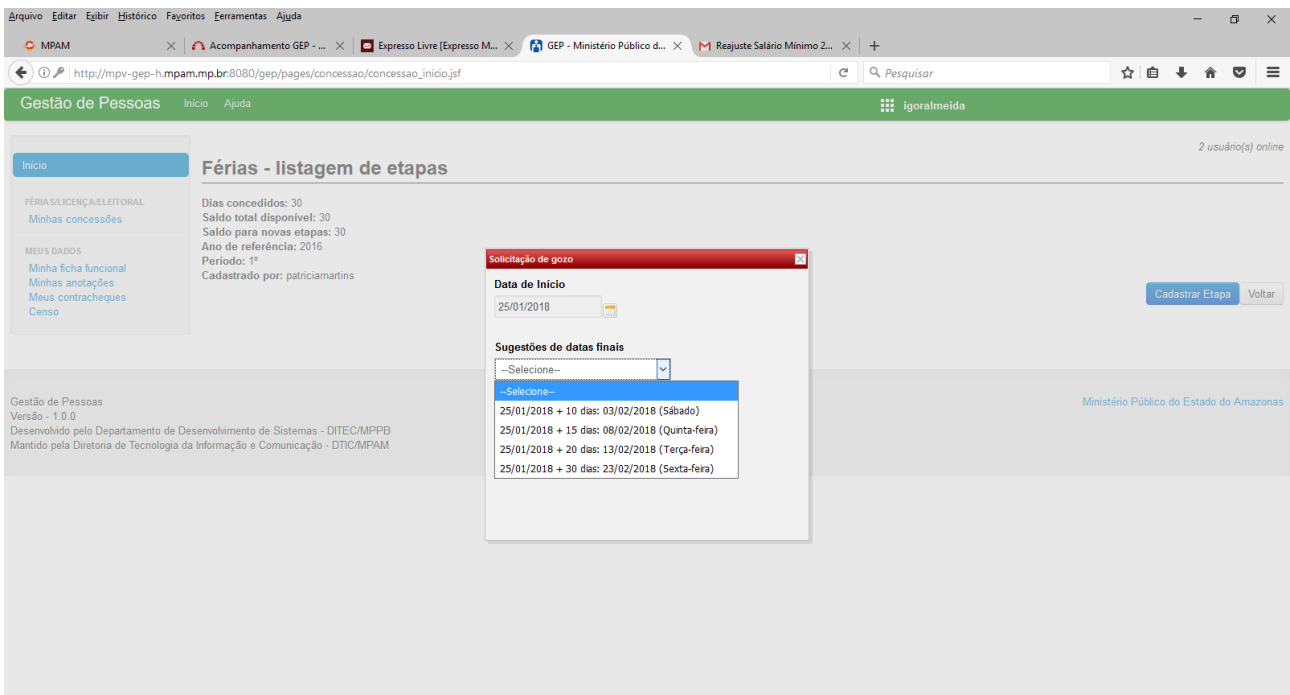 Arquivo Editar Exibir Histórico Favoritos Ferramentas Ajuda
MPAM
Acompanhamento GEP - ...
Expresso Livre [Expresso M...
GEP - Ministério Público d...
Reajuste Salário Mínimo 2...
http://mpv-gep-h.mpam.mp.br:8080/gep/pages/concessao/concessao_inicio.jsf
Pesquisar
Gestão de Pessoas Início Ajuda
igoralmeida
2 usuário(s) online
Início
FÉRIAS/LICENÇA/ELEITORAL
Minhas concessões
MEUS DADOS
Minha ficha funcional
Minhas anotações
Meus contracheques
Censo
Férias - listagem de etapas
Dias concedidos: 30
Saldo total disponível: 30
Saldo para novas etapas: 30
Ano de referência: 2016
Período: 1º
Cadastrado por: patriciamartins
Cadastrar Etapa Voltar
Solicitação de gozo
Data de Início
25/01/2018
Sugestões de datas finais
--Selecione--
--Selecione--
25/01/2018 + 10 dias: 03/02/2018 (Sábado)
25/01/2018 + 15 dias: 08/02/2018 (Quinta-feira)
25/01/2018 + 20 dias: 13/02/2018 (Terça-feira)
25/01/2018 + 30 dias: 23/02/2018 (Sexta-feira)
Gestão de Pessoas
Versão - 1.0.0
Desenvolvido pelo Departamento de Desenvolvimento de Sistemas - DITEC/MPPB
Mantido pela Diretoria de Tecnologia da Informação e Comunicação - DTIC/MPAM
Ministério Público do Estado do Amazonas